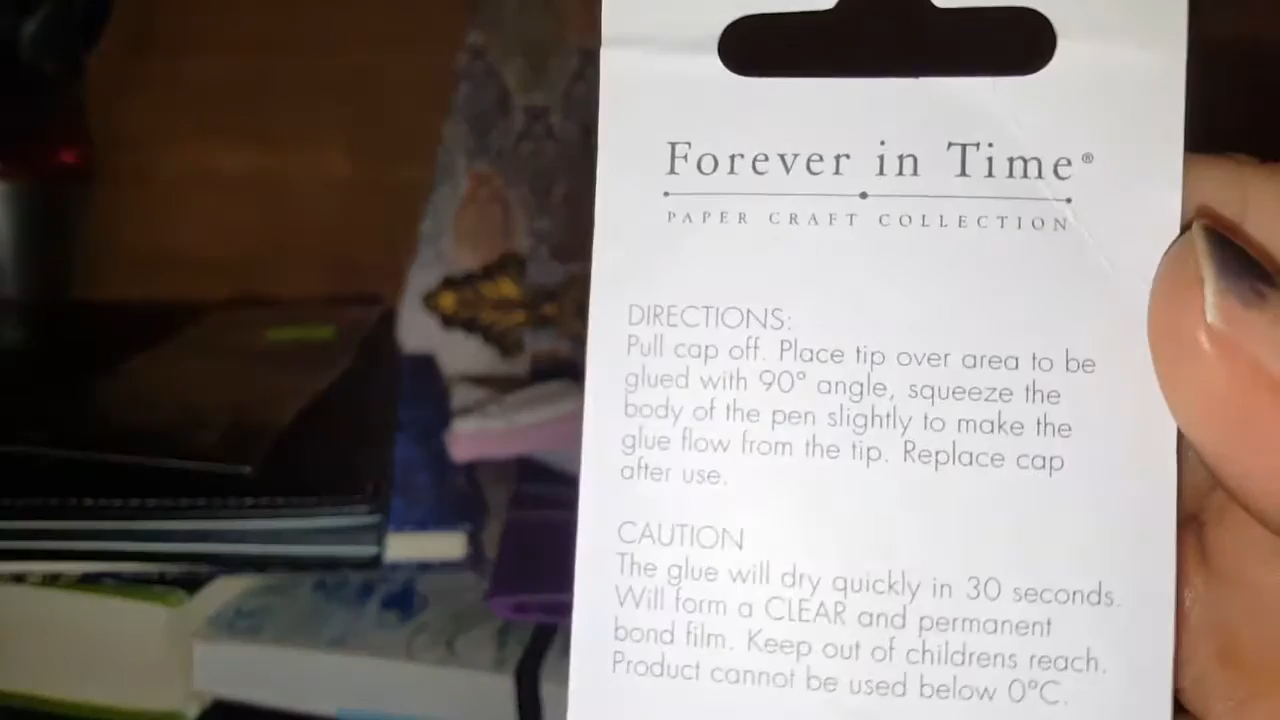 Forever in Time®
PAPER CRAFT COLLECTION
DIRECTIONS:
Pull cap off. Place tip over area to be
glued with 90° angle, squeeze the
body of the pen slightly to make the
glue flow from the tip. Replace cap
after use.
CAUTION
The glue will dry quickly in 30 seconds.
Will form a CLEAR and permanent
bond film. Keep out of childrens reach.
Product cannot be used below 0°C.